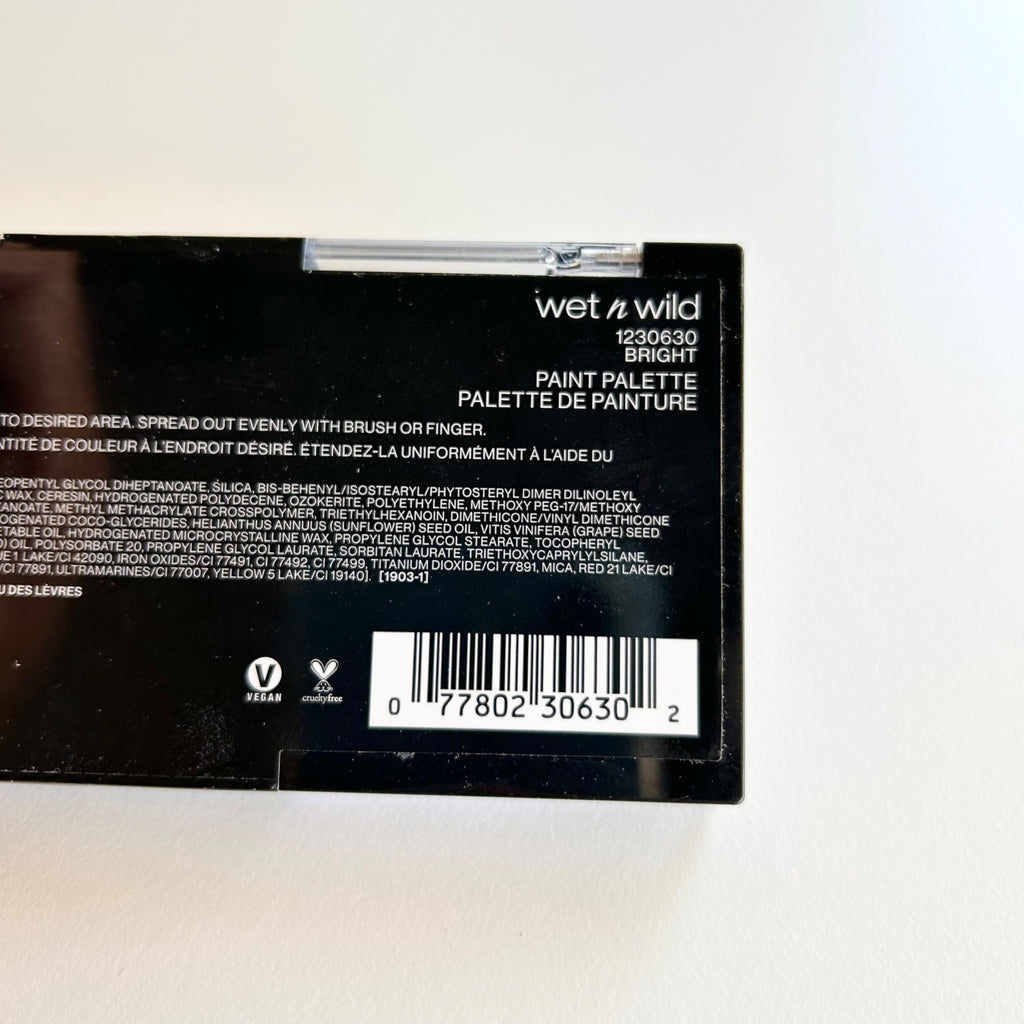 wet n wild
1230630
BRIGHT
PAINT PALETTE
PALETTE DE PEINTURE
TO DESIRED AREA. SPREAD OUT EVENLY WITH BRUSH OR FINGER.
DE COULEUR À L'ENDROIT DÉSIRÉ. ÉTENDEZ-LA UNIFORMÉMENT À L'AIDE DU
GLYCOL DIHEPTANOATE, SILICA, BIS-BEHENYL/ISOSTEARYL/PHYTOSTERYL DIMER DILINOLEYL
WAX, CERESIN, HYDROGENATED POLYDECENE, OZOKERITE, POLYETHYLENE, METHOXY PEG-17/METHOXY
METHYL METHACRYLATE CROSSPOLYMER, TRIETHYLHEXANOIN, DIMETHICONE/VINYL DIMETHICONE
COCO-GLYCERIDES, HELIANTHUS ANNUUS (SUNFLOWER) SEED OIL, VITIS VINIFERA (GRAPE) SEED
OIL, HYDROGENATED MICROCRYSTALLINE WAX, PROPYLENE GLYCOL STEARATE, TOCOPHERYL
OIL, POLYSORBATE 20, PROPYLENE GLYCOL LAURATE, SORBITAN LAURATE, TRIETHOXYCAPRYLYLSILANE,
1 LAKE/CI 42090, IRON OXIDES/CI 77491, CI 77492, CI 77499, TITANIUM DIOXIDE/CI 77891, MICA, RED 21 LAKE/CI
/CI 77891, ULTRAMARINES/CI 77007, YELLOW 5 LAKE/CI 19140]. [1903-1]
DES LÈVRES
V
VEGAN
crueltyfree
0 77802 30630 2